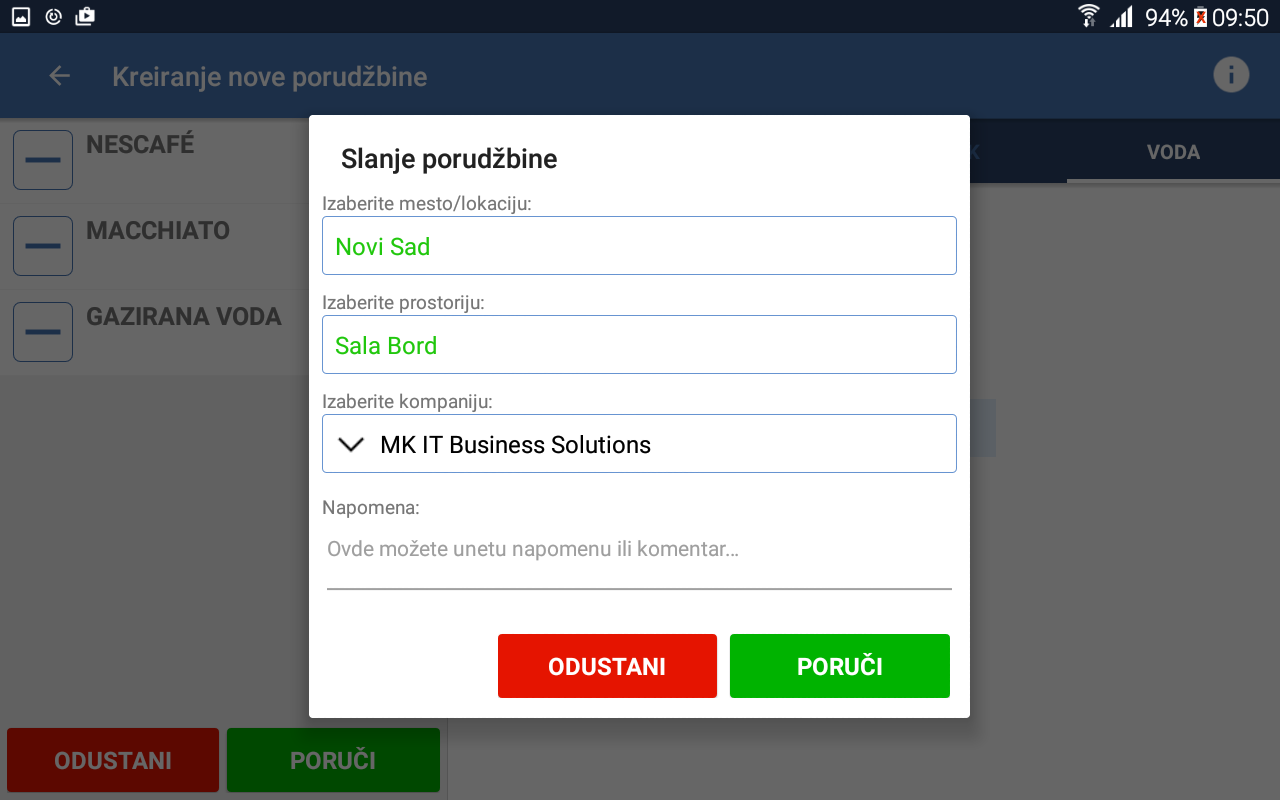 94% 09:50
Kreiranje nove porudžbine
NESCAFÉ
MACCHIATO
GAZIRANA VODA
K
VODA
Slanje porudžbine
Izaberite mesto/lokaciju:
Novi Sad
Izaberite prostoriju:
Sala Bord
Izaberite kompaniju:
MK IT Business Solutions
Napomena:
Ovde možete unetu napomenu ili komentar...
ODUSTANI PORUČI
ODUSTANI PORUČI